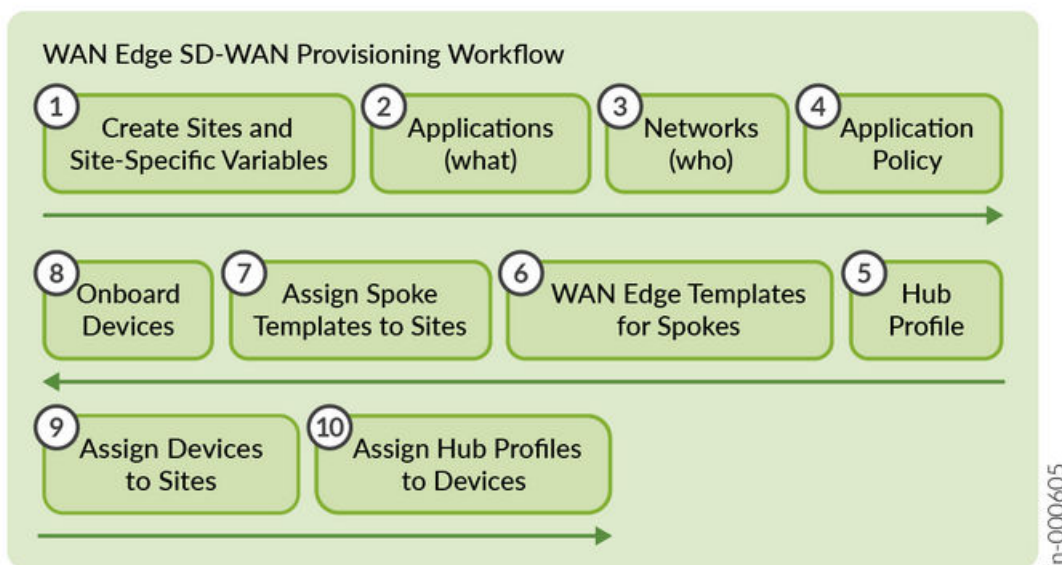 WAN Edge SD-WAN Provisioning Workflow
1
Create Sites and
Site-Specific Variables
2
Applications
(what)
3
Networks
(who)
4
Application
Policy
8
Onboard
Devices
7
Assign Spoke
Templates to Sites
6
WAN Edge Templates
for Spokes
5
Hub
Profile
9
Assign Devices
to Sites
10
Assign Hub Profiles
to Devices